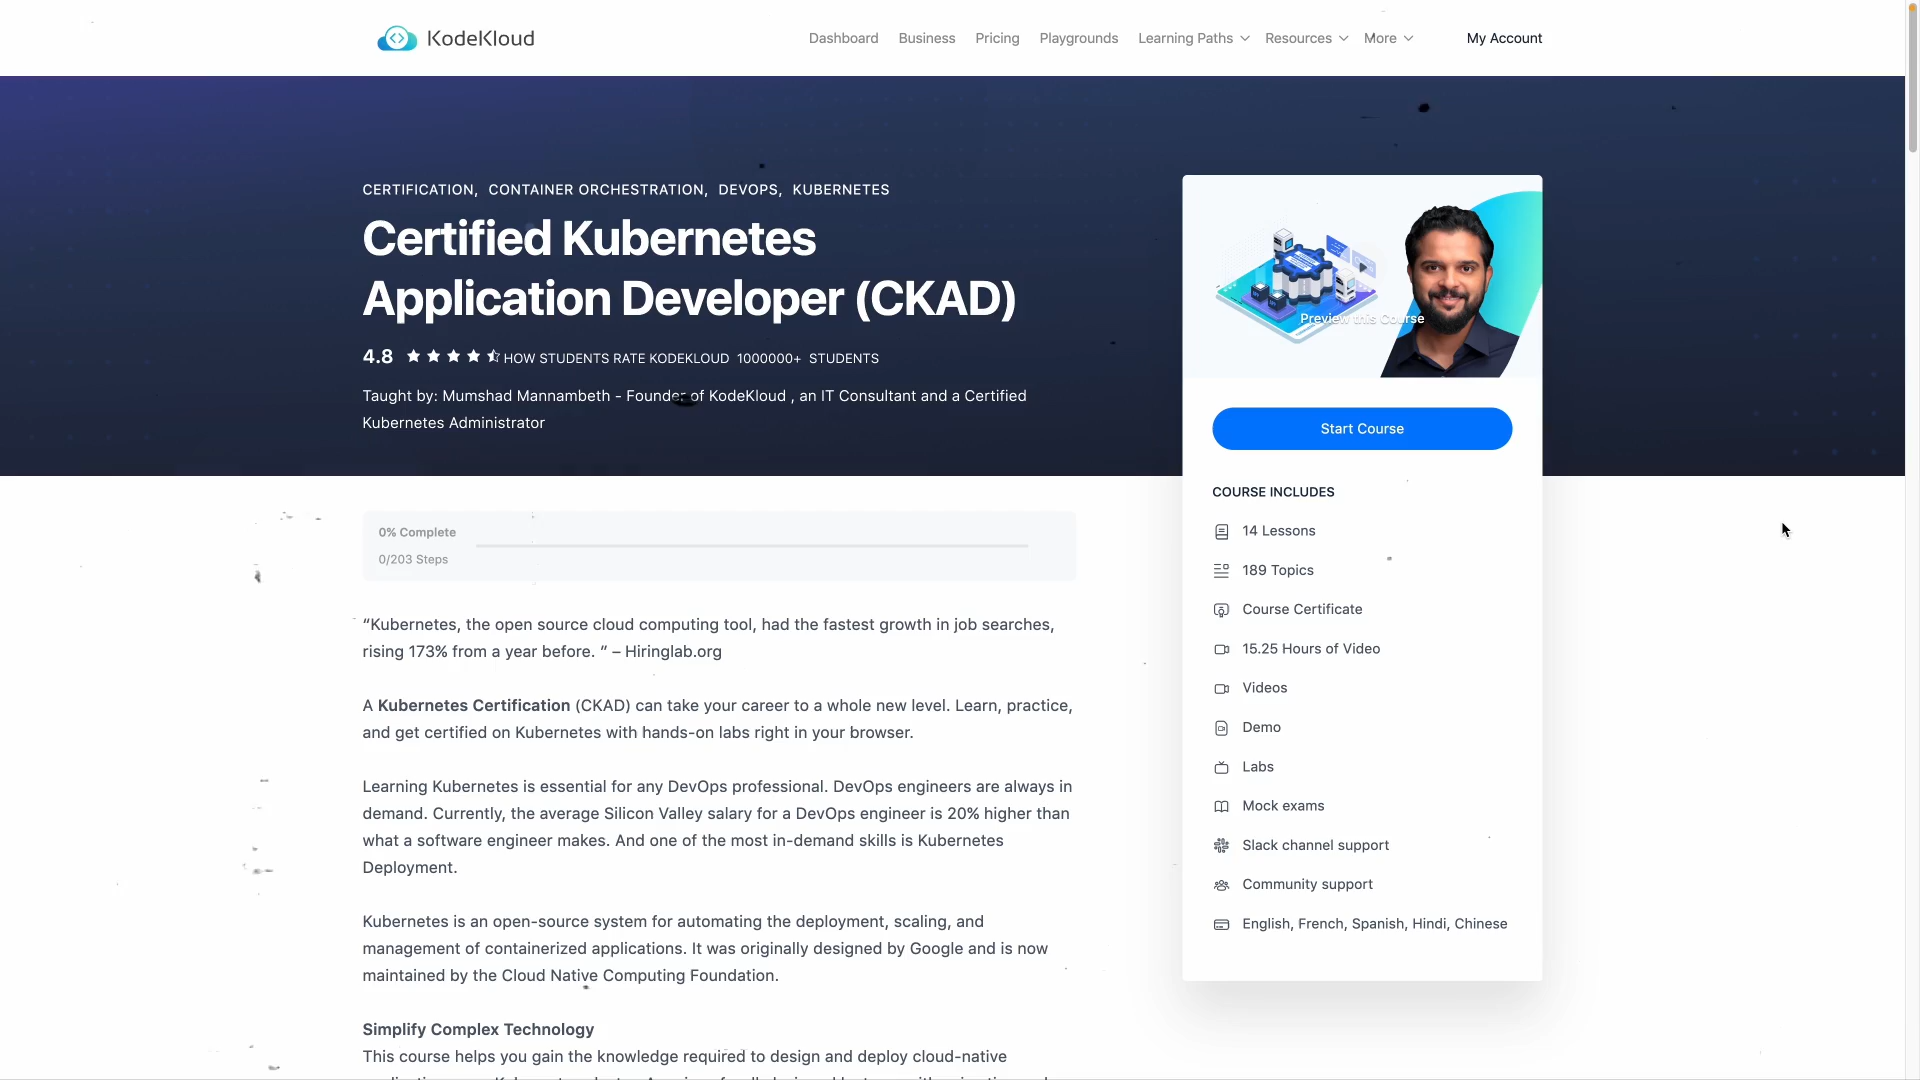 KodeKloud
Dashboard Business Pricing Playgrounds Learning Paths Resources More My Account
CERTIFICATION, CONTAINER ORCHESTRATION, DEVOPS, KUBERNETES
Certified Kubernetes
Application Developer (CKAD)
4.8 HOW STUDENTS RATE KODEKLOUD 1000000+ STUDENTS
Taught by: Mumshad Mannambeth - Founder of KodeKloud , an IT Consultant and a Certified
Kubernetes Administrator
Preview this Course
Start Course
COURSE INCLUDES
14 Lessons
189 Topics
Course Certificate
15.25 Hours of Video
Videos
Demo
Labs
Mock exams
Slack channel support
Community support
English, French, Spanish, Hindi, Chinese
0% Complete
0/203 Steps
“Kubernetes, the open source cloud computing tool, had the fastest growth in job searches,
rising 173% from a year before. ” – Hiringlab.org
A Kubernetes Certification (CKAD) can take your career to a whole new level. Learn, practice,
and get certified on Kubernetes with hands-on labs right in your browser.
Learning Kubernetes is essential for any DevOps professional. DevOps engineers are always in
demand. Currently, the average Silicon Valley salary for a DevOps engineer is 20% higher than
what a software engineer makes. And one of the most in-demand skills is Kubernetes
Deployment.
Kubernetes is an open-source system for automating the deployment, scaling, and
management of containerized applications. It was originally designed by Google and is now
maintained by the Cloud Native Computing Foundation.
Simplify Complex Technology
This course helps you gain the knowledge required to design and deploy cloud-native